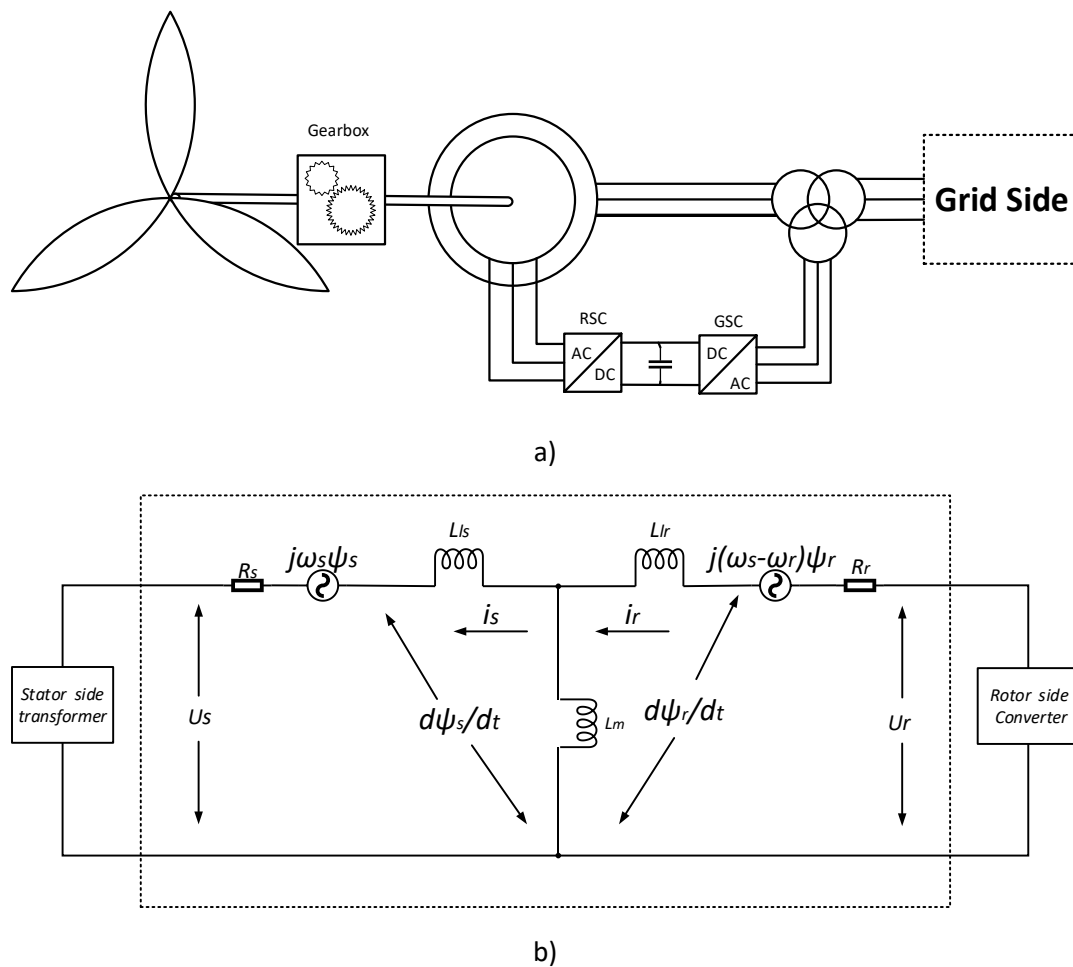 Gearbox
Grid Side
RSC
GSC
AC
DC
DC
AC
a)
Lls
Llr
jωsψs
j(ωs-ωr)ψr
Rs
Rr
is
ir
Stator side
transformer
Us
dψs/dt
Lm
dψr/dt
Ur
Rotor side
Converter
b)